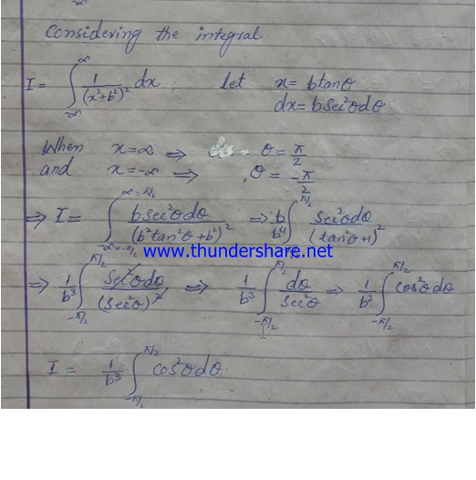 Considering the integral
I = ∫_{-∞}^{∞} 1/(x²+b²)² dx ; let x = b tanθ
dx = b sec²θ dθ
When x = ∞ ⇒ θ = π/2
and x = -∞ ⇒ , θ = -π/2
⇒ I = ∫_{-∞=-π/2}^{∞=π/2} b sec²θ dθ / (b² tan²θ + b²)² ⇒ b/b⁴ ∫_{-π/2}^{π/2} sec²θ dθ / (tan²θ+1)²
www.thundershare.net
⇒ 1/b³ ∫_{-π/2}^{π/2} sec²θ dθ / (sec²θ)² ⇒ 1/b³ ∫_{-π/2}^{π/2} dθ / sec²θ ⇒ 1/b³ ∫_{-π/2}^{π/2} cos²θ dθ
I = 1/b³ ∫_{-π/2}^{π/2} cos²θ dθ